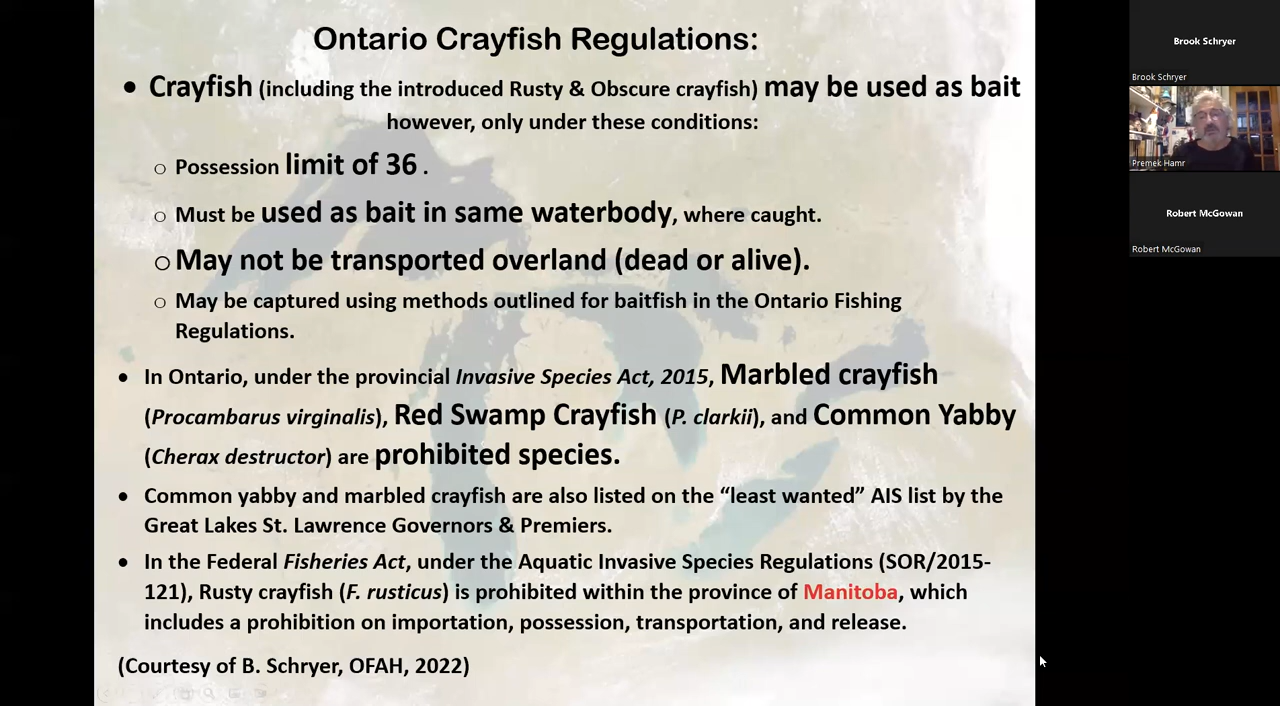 Ontario Crayfish Regulations:
• Crayfish (including the introduced Rusty & Obscure crayfish) may be used as bait
however, only under these conditions:
○ Possession limit of 36 .
○ Must be used as bait in same waterbody, where caught.
○ May not be transported overland (dead or alive).
○ May be captured using methods outlined for baitfish in the Ontario Fishing
Regulations.
• In Ontario, under the provincial Invasive Species Act, 2015, Marbled crayfish
(Procambarus virginalis), Red Swamp Crayfish (P. clarkii), and Common Yabby
(Cherax destructor) are prohibited species.
• Common yabby and marbled crayfish are also listed on the “least wanted” AIS list by the
Great Lakes St. Lawrence Governors & Premiers.
• In the Federal Fisheries Act, under the Aquatic Invasive Species Regulations (SOR/2015-
121), Rusty crayfish (F. rusticus) is prohibited within the province of Manitoba, which
includes a prohibition on importation, possession, transportation, and release.
(Courtesy of B. Schryer, OFAH, 2022)
Brook Schryer
Brook Schryer
Premek Hamr
Robert McGowan
Robert McGowan